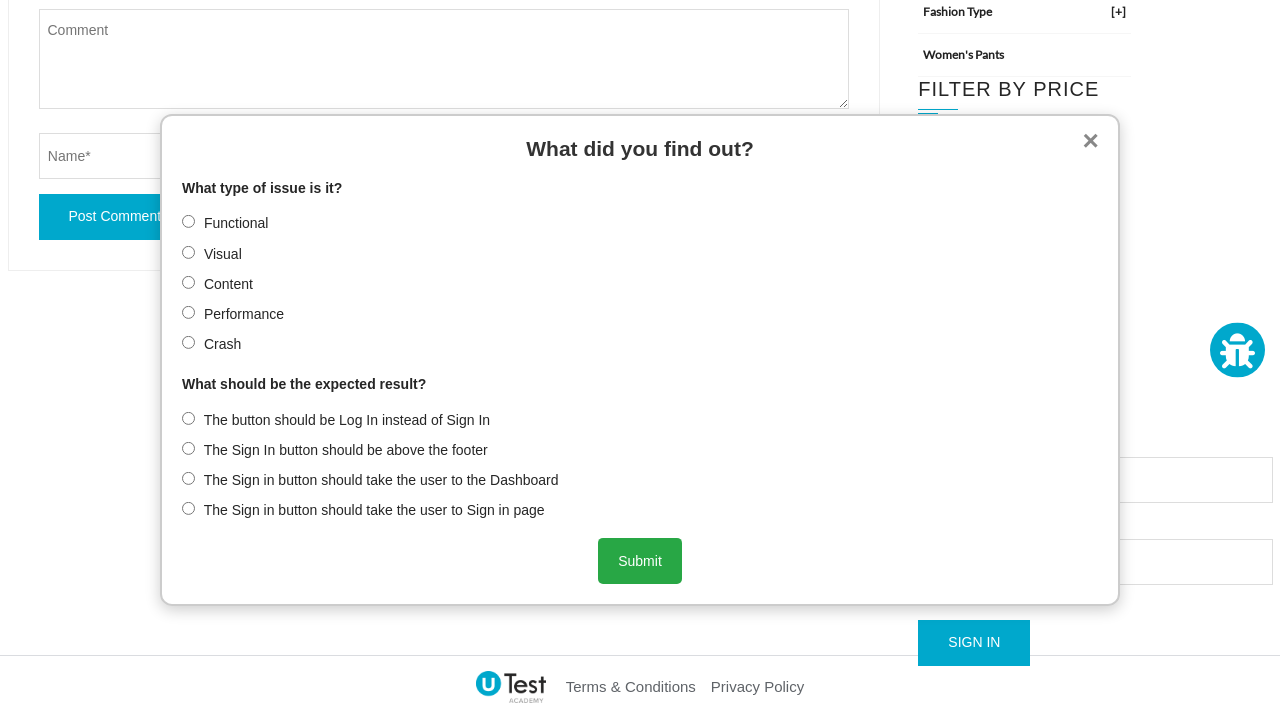 Comment
Fashion Type [+]
Women's Pants
FILTER BY PRICE
Name*
Post Comment
What did you find out?
×
What type of issue is it?
Functional
Visual
Content
Performance
Crash
What should be the expected result?
The button should be Log In instead of Sign In
The Sign In button should be above the footer
The Sign in button should take the user to the Dashboard
The Sign in button should take the user to Sign in page
Submit
SIGN IN
uTest
ACADEMY
Terms & Conditions
Privacy Policy